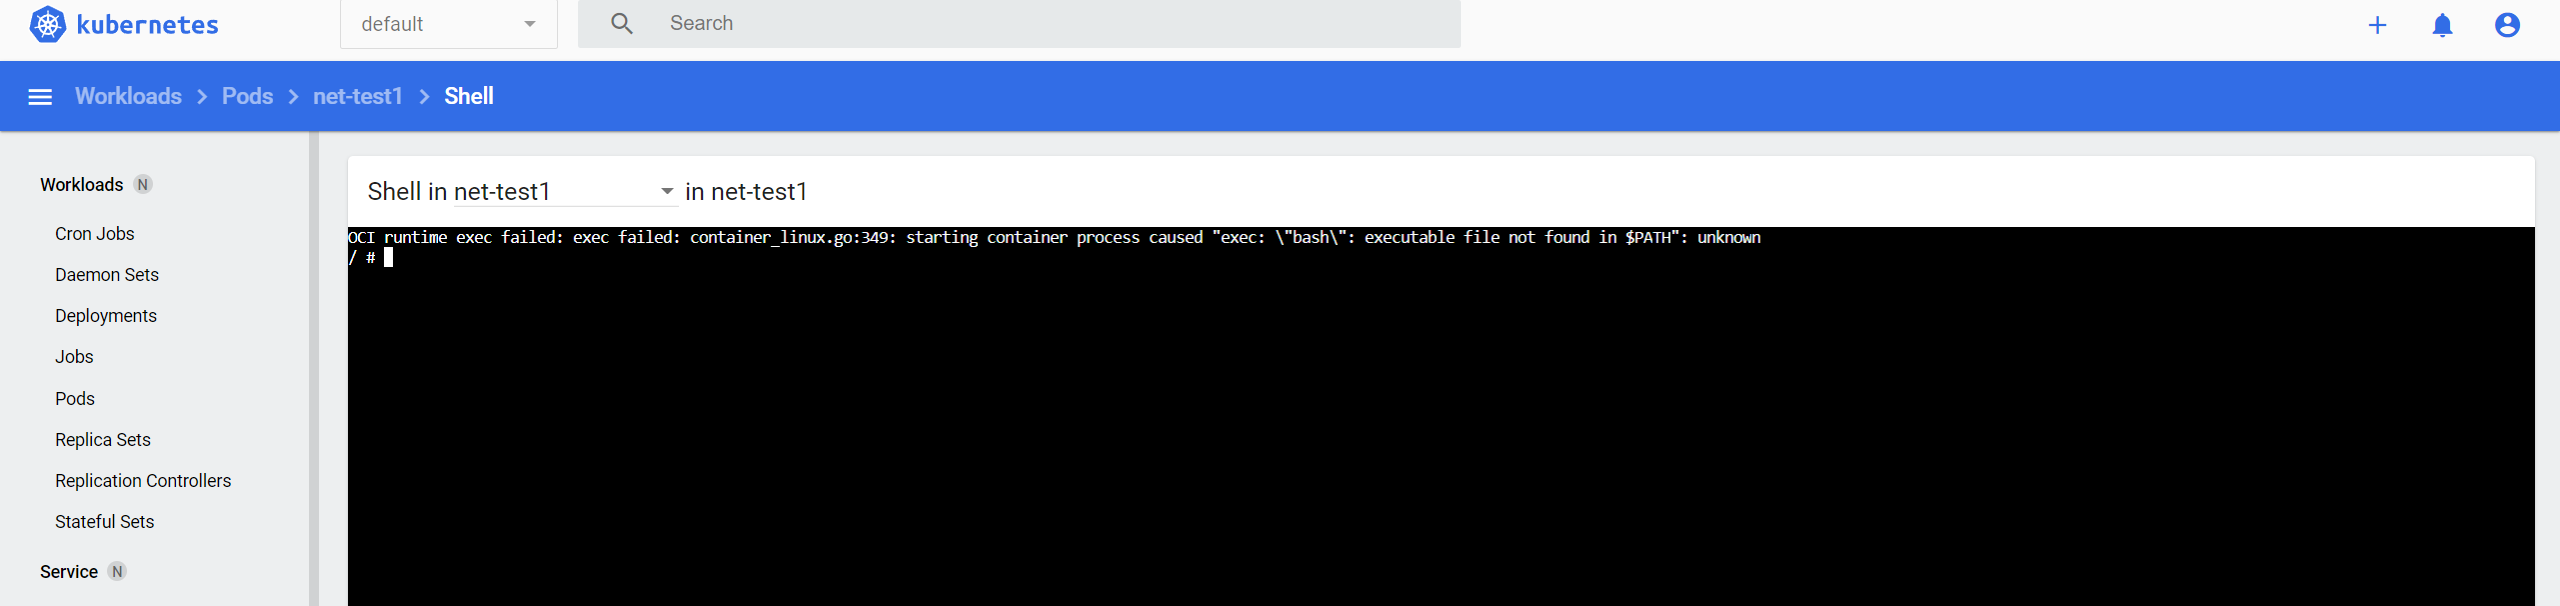 kubernetes
default
Search
Workloads > Pods > net-test1 > Shell
Workloads N
Cron Jobs
Daemon Sets
Deployments
Jobs
Pods
Replica Sets
Replication Controllers
Stateful Sets
Service N
Shell in net-test1 in net-test1
OCI runtime exec failed: exec failed: container_linux.go:349: starting container process caused "exec: \"bash\": executable file not found in $PATH": unknown
/ #